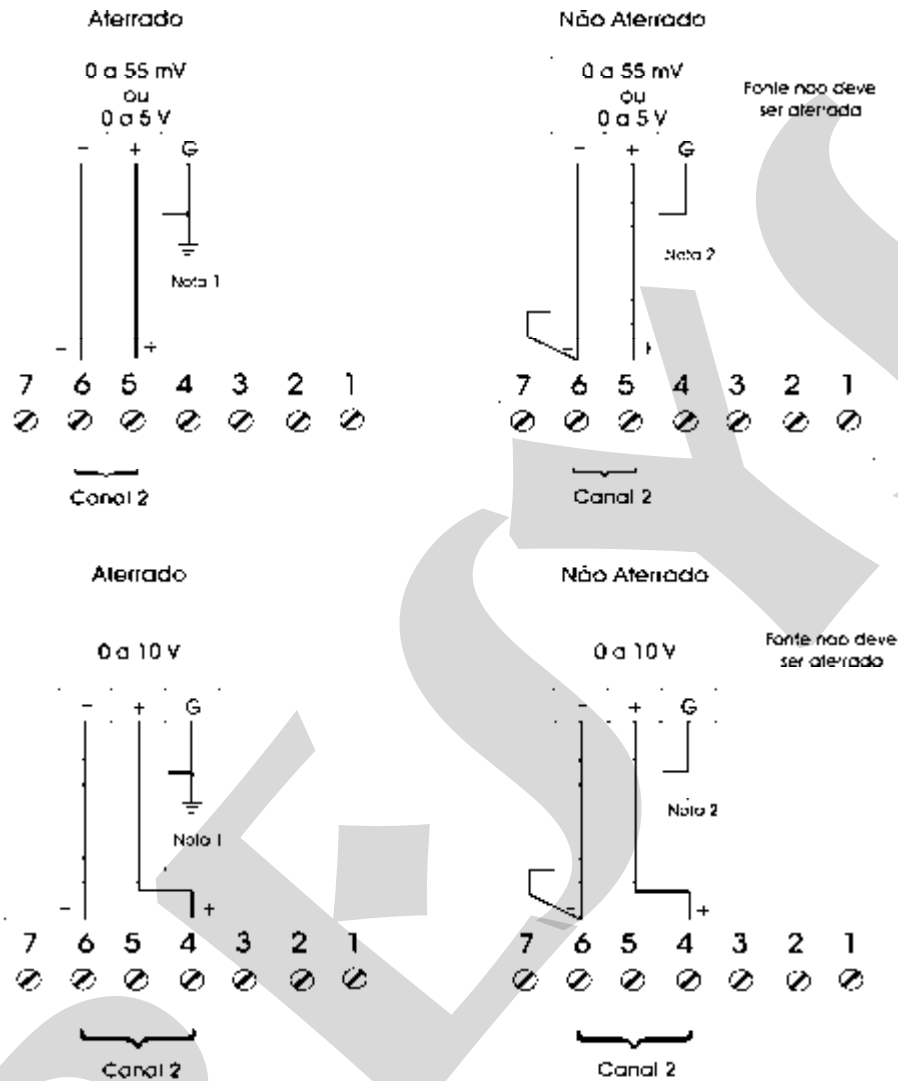 Aterrado
0 a 55 mV
ou
0 a 5 V
- + G
Nota 1
- +
7 6 5 4 3 2 1
Canal 2
Não Aterrado
0 a 55 mV
ou
0 a 5 V
Fonte não deve
ser aterrada
- + G
Nota 2
- +
7 6 5 4 3 2 1
Canal 2
Aterrado
0 a 10 V
- + G
Nota 1
- +
7 6 5 4 3 2 1
Canal 2
Não Aterrado
0 a 10 V
Fonte não deve
ser aterrado
- + G
Nota 2
- +
7 6 5 4 3 2 1
Canal 2